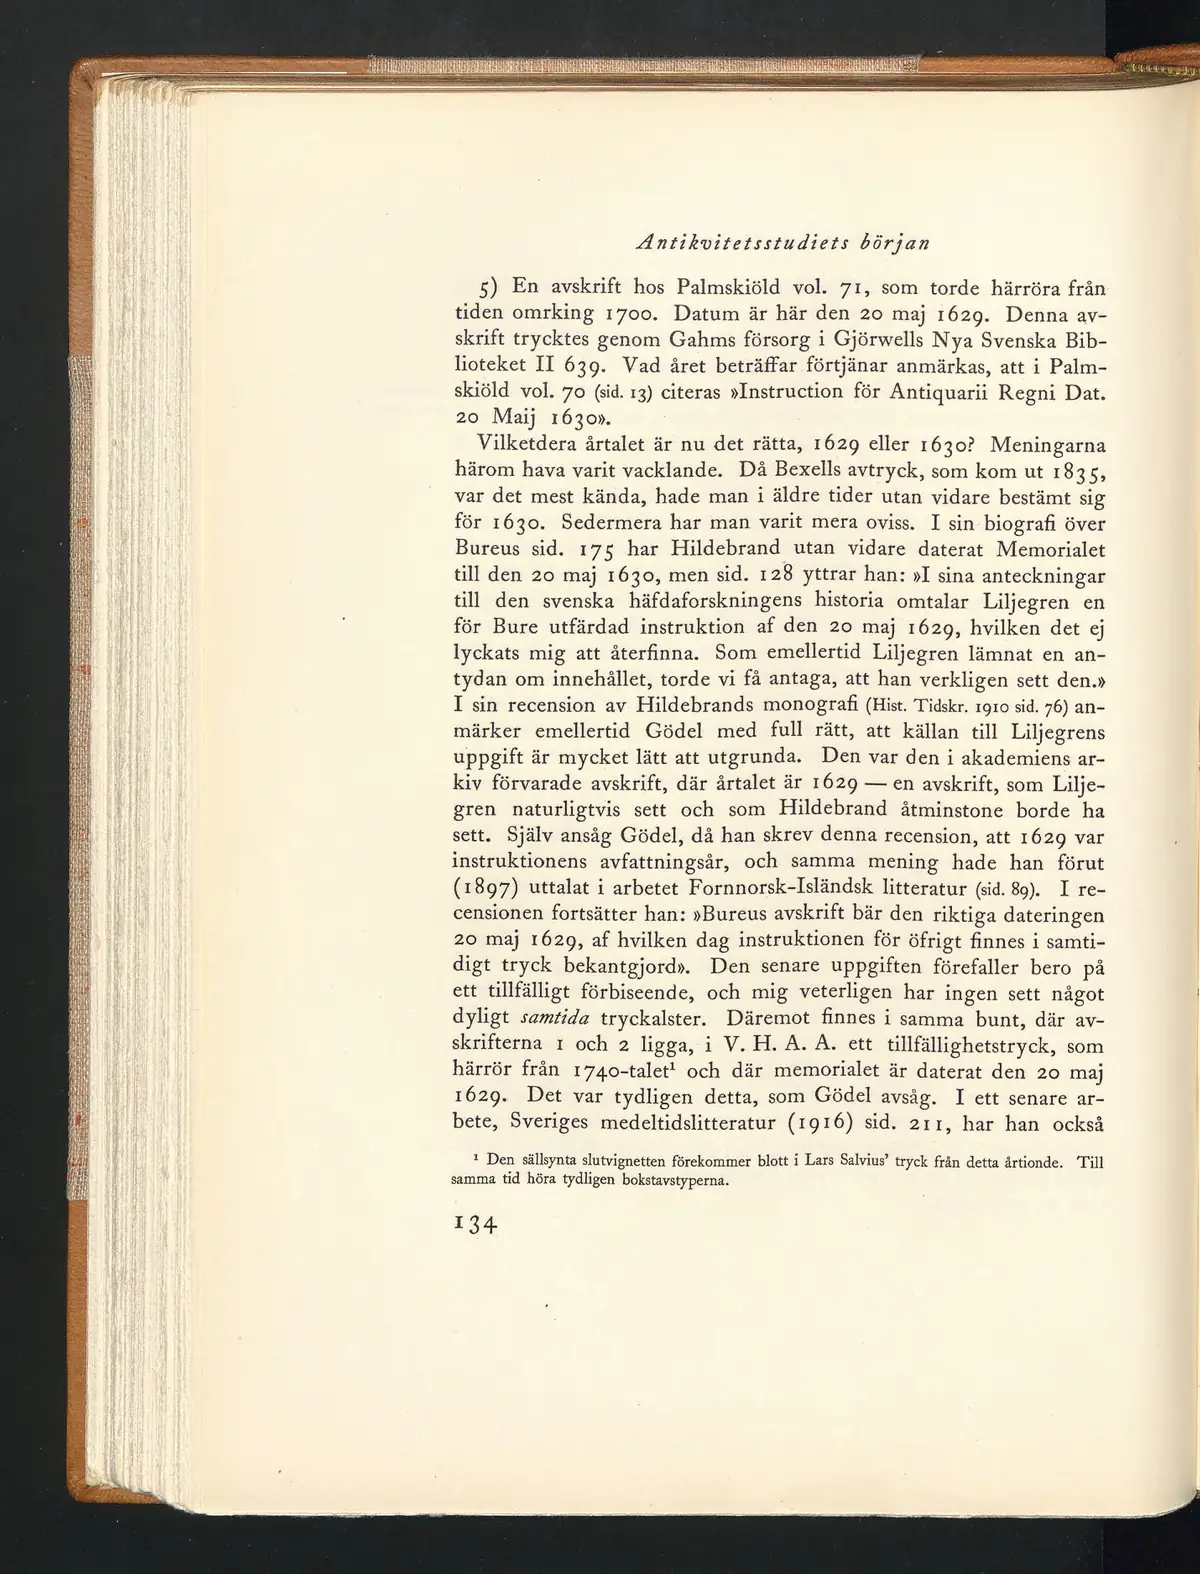 Antikvitetsstudiets början
5) En avskrift hos Palmskiöld vol. 71, som torde härröra från
tiden omrking 1700. Datum är här den 20 maj 1629. Denna av-
skrift trycktes genom Gahms försorg i Gjörwells Nya Svenska Bib-
lioteket II 639. Vad året beträffar förtjänar anmärkas, att i Palm-
skiöld vol. 70 (sid. 13) citeras »Instruction för Antiquarii Regni Dat.
20 Maij 1630».
Vilketdera årtalet är nu det rätta, 1629 eller 1630? Meningarna
härom hava varit vacklande. Då Bexells avtryck, som kom ut 1835,
var det mest kända, hade man i äldre tider utan vidare bestämt sig
för 1630. Sedermera har man varit mera oviss. I sin biografi över
Bureus sid. 175 har Hildebrand utan vidare daterat Memorialet
till den 20 maj 1630, men sid. 128 yttrar han: »I sina anteckningar
till den svenska häfdaforskningens historia omtalar Liljegren en
för Bure utfärdad instruktion af den 20 maj 1629, hvilken det ej
lyckats mig att återfinna. Som emellertid Liljegren lämnat en an-
tydan om innehållet, torde vi få antaga, att han verkligen sett den.»
I sin recension av Hildebrands monografi (Hist. Tidskr. 1910 sid. 76) an-
märker emellertid Gödel med full rätt, att källan till Liljegrens
uppgift är mycket lätt att utgrunda. Den var den i akademiens ar-
kiv förvarade avskrift, där årtalet är 1629 — en avskrift, som Lilje-
gren naturligtvis sett och som Hildebrand åtminstone borde ha
sett. Själv ansåg Gödel, då han skrev denna recension, att 1629 var
instruktionens avfattningsår, och samma mening hade han förut
(1897) uttalat i arbetet Fornnorsk-Isländsk litteratur (sid. 89). I re-
censionen fortsätter han: »Bureus avskrift bär den riktiga dateringen
20 maj 1629, af hvilken dag instruktionen för öfrigt finnes i samti-
digt tryck bekantgjord». Den senare uppgiften förefaller bero på
ett tillfälligt förbiseende, och mig veterligen har ingen sett något
dyligt samtida tryckalster. Däremot finnes i samma bunt, där av-
skrifterna 1 och 2 ligga, i V. H. A. A. ett tillfällighetstryck, som
härrör från 1740-talet¹ och där memorialet är daterat den 20 maj
1629. Det var tydligen detta, som Gödel avsåg. I ett senare ar-
bete, Sveriges medeltidslitteratur (1916) sid. 211, har han också
¹ Den sällsynta slutvignetten förekommer blott i Lars Salvius’ tryck från detta årtionde. Till
samma tid höra tydligen bokstavstyperna.
134